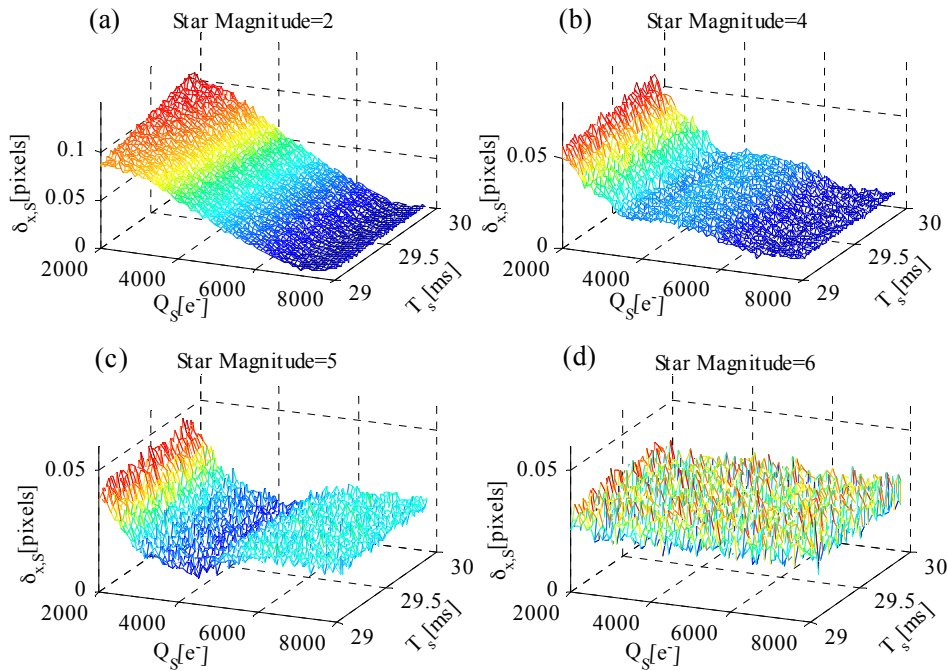 (a)
Star Magnitude=2
δx,S[pixels]
0.1
0.05
0
2000
4000
6000
8000
QS[e-]
29
29.5
30
Ts[ms]
(b)
Star Magnitude=4
δx,S[pixels]
0.05
0
2000
4000
6000
8000
QS[e-]
29
29.5
30
Ts[ms]
(c)
Star Magnitude=5
δx,S[pixels]
0.05
0
2000
4000
6000
8000
QS[e-]
29
29.5
30
Ts[ms]
(d)
Star Magnitude=6
δx,S[pixels]
0.05
0
2000
4000
6000
8000
QS[e-]
29
29.5
30
Ts[ms]